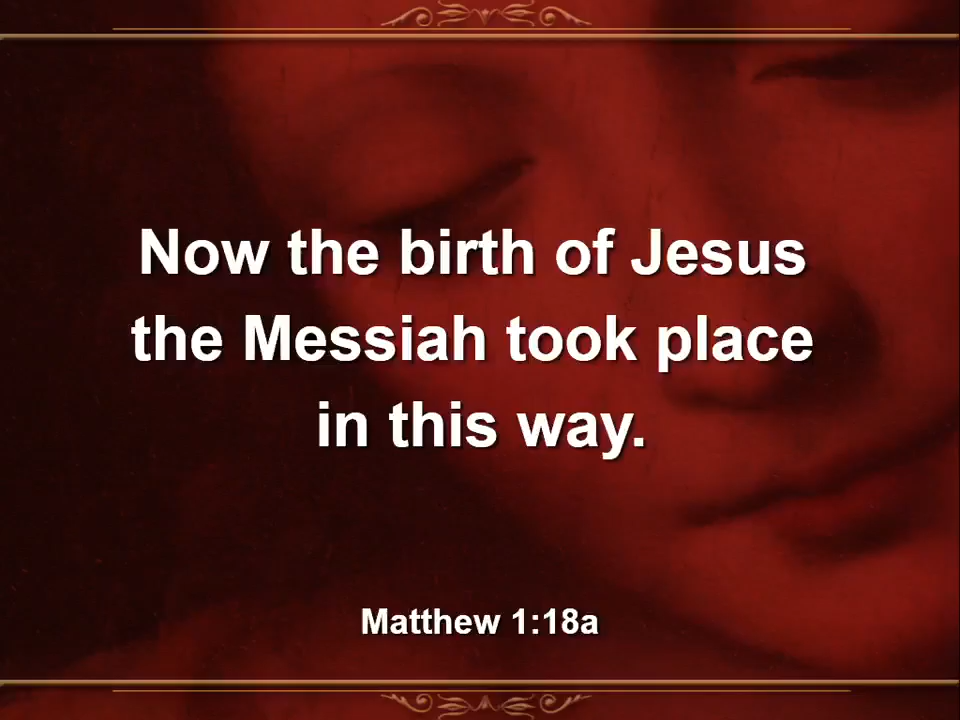 Now the birth of Jesus
the Messiah took place
in this way.
Matthew 1:18a